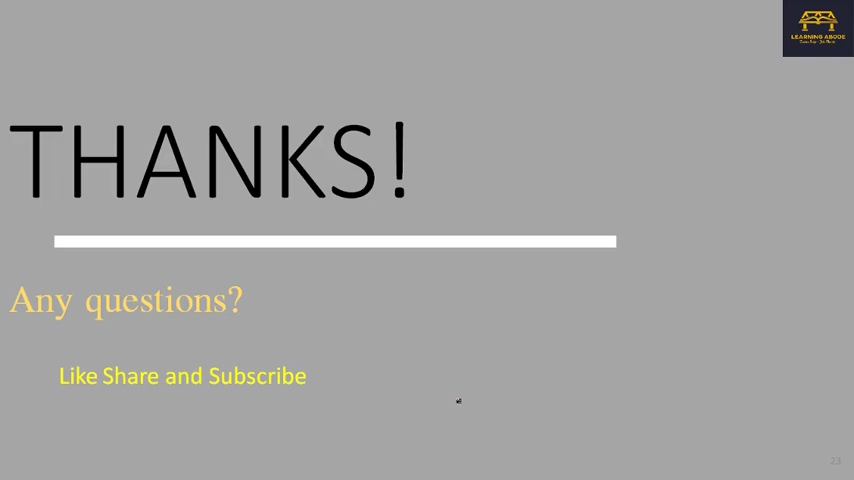 LEARNING ABODE
THANKS!
Any questions?
Like Share and Subscribe
23